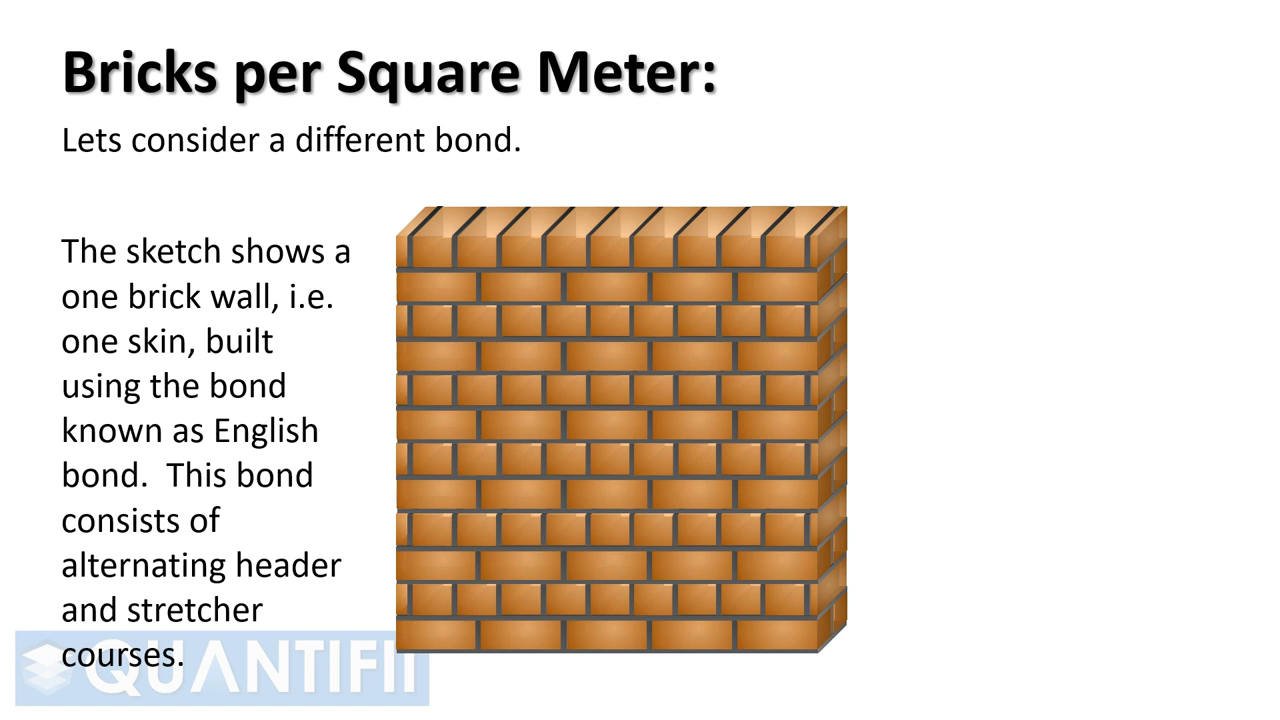 Bricks per Square Meter:
Lets consider a different bond.
The sketch shows a
one brick wall, i.e.
one skin, built
using the bond
known as English
bond.  This bond
consists of
alternating header
and stretcher
courses.
QUANTIFII